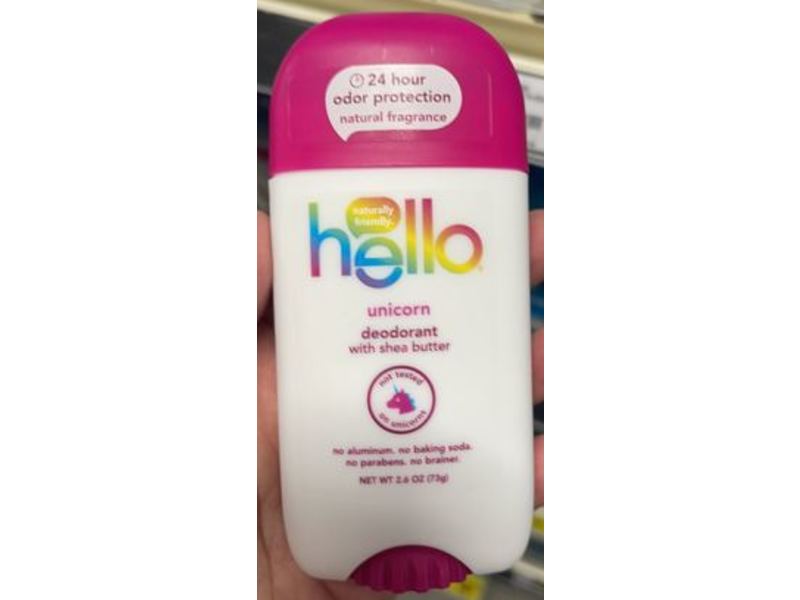 24 hour
odor protection
natural fragrance
naturally
friendly.
hello
unicorn
deodorant
with shea butter
not tested
on unicorns
no aluminum. no baking soda.
no parabens. no brainer.
NET WT 2.6 OZ (73g)